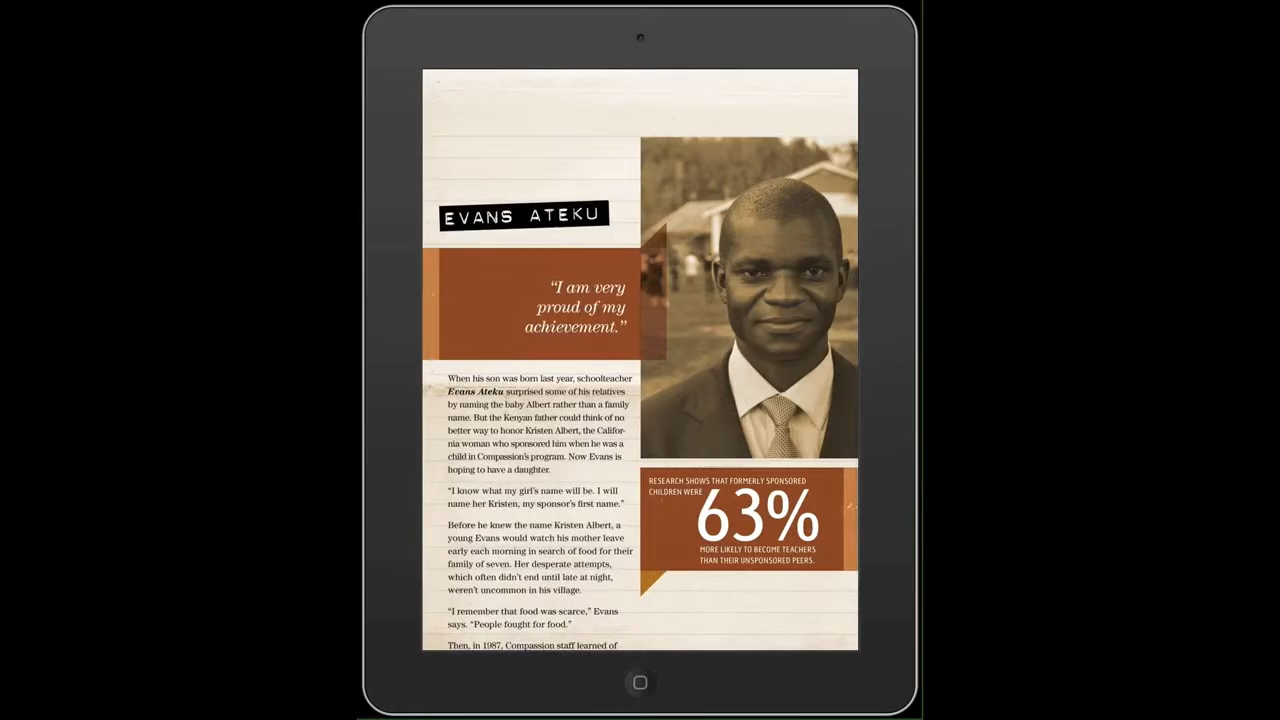 EVANS ATEKU
“I am very
proud of my
achievement.”
When his son was born last year, schoolteacher
Evans Ateku surprised some of his relatives
by naming the baby Albert rather than a family
name. But the Kenyan father could think of no
better way to honor Kristen Albert, the Califor-
nia woman who sponsored him when he was a
child in Compassion's program. Now Evans is
hoping to have a daughter.
“I know what my girl's name will be. I will
name her Kristen, my sponsor's first name.”
Before he knew the name Kristen Albert, a
young Evans would watch his mother leave
early each morning in search of food for their
family of seven. Her desperate attempts,
which often didn't end until late at night,
weren't uncommon in his village.
“I remember that food was scarce,” Evans
says. “People fought for food.”
Then, in 1987, Compassion staff learned of
RESEARCH SHOWS THAT FORMERLY SPONSORED
CHILDREN WERE
63%
MORE LIKELY TO BECOME TEACHERS
THAN THEIR UNSPONSORED PEERS.